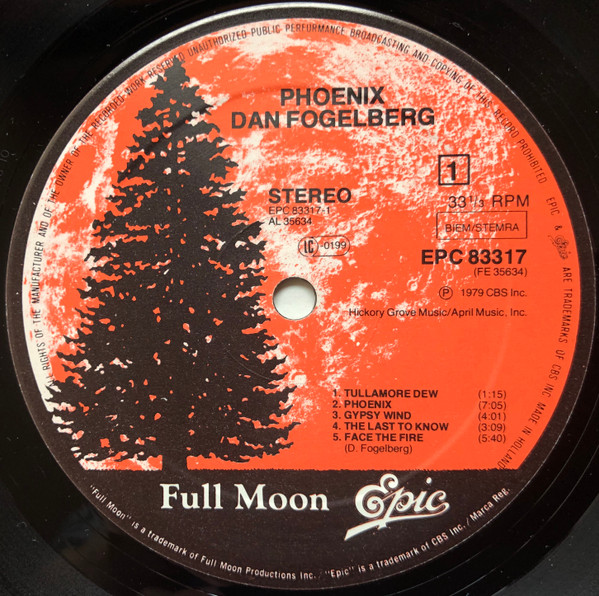 ALL RIGHTS OF THE MANUFACTURER AND OF THE OWNER OF THE RECORDED WORK RESERVED UNAUTHORIZED PUBLIC PERFORMANCE BROADCASTING AND COPYING OF THIS RECORD PROHIBITED EPIC & Epic ARE TRADEMARKS OF CBS INC MADE IN HOLLAND
PHOENIX
DAN FOGELBERG
1
STEREO
EPC 83317-1
AL 35634
33 1/3 RPM
BIEM/STEMRA
LC -0199
EPC 83317
(FE 35634)
Ⓟ 1979 CBS Inc.
Hickory Grove Music/April Music, Inc.
1. TULLAMORE DEW (1:15)
2. PHOENIX (7:05)
3. GYPSY WIND (4:01)
4. THE LAST TO KNOW (3:09)
5. FACE THE FIRE (5:40)
(D. Fogelberg)
Full Moon Epic
"Full Moon" is a trademark of Full Moon Productions Inc. / "Epic" is a trademark of CBS Inc. / Marca Reg.